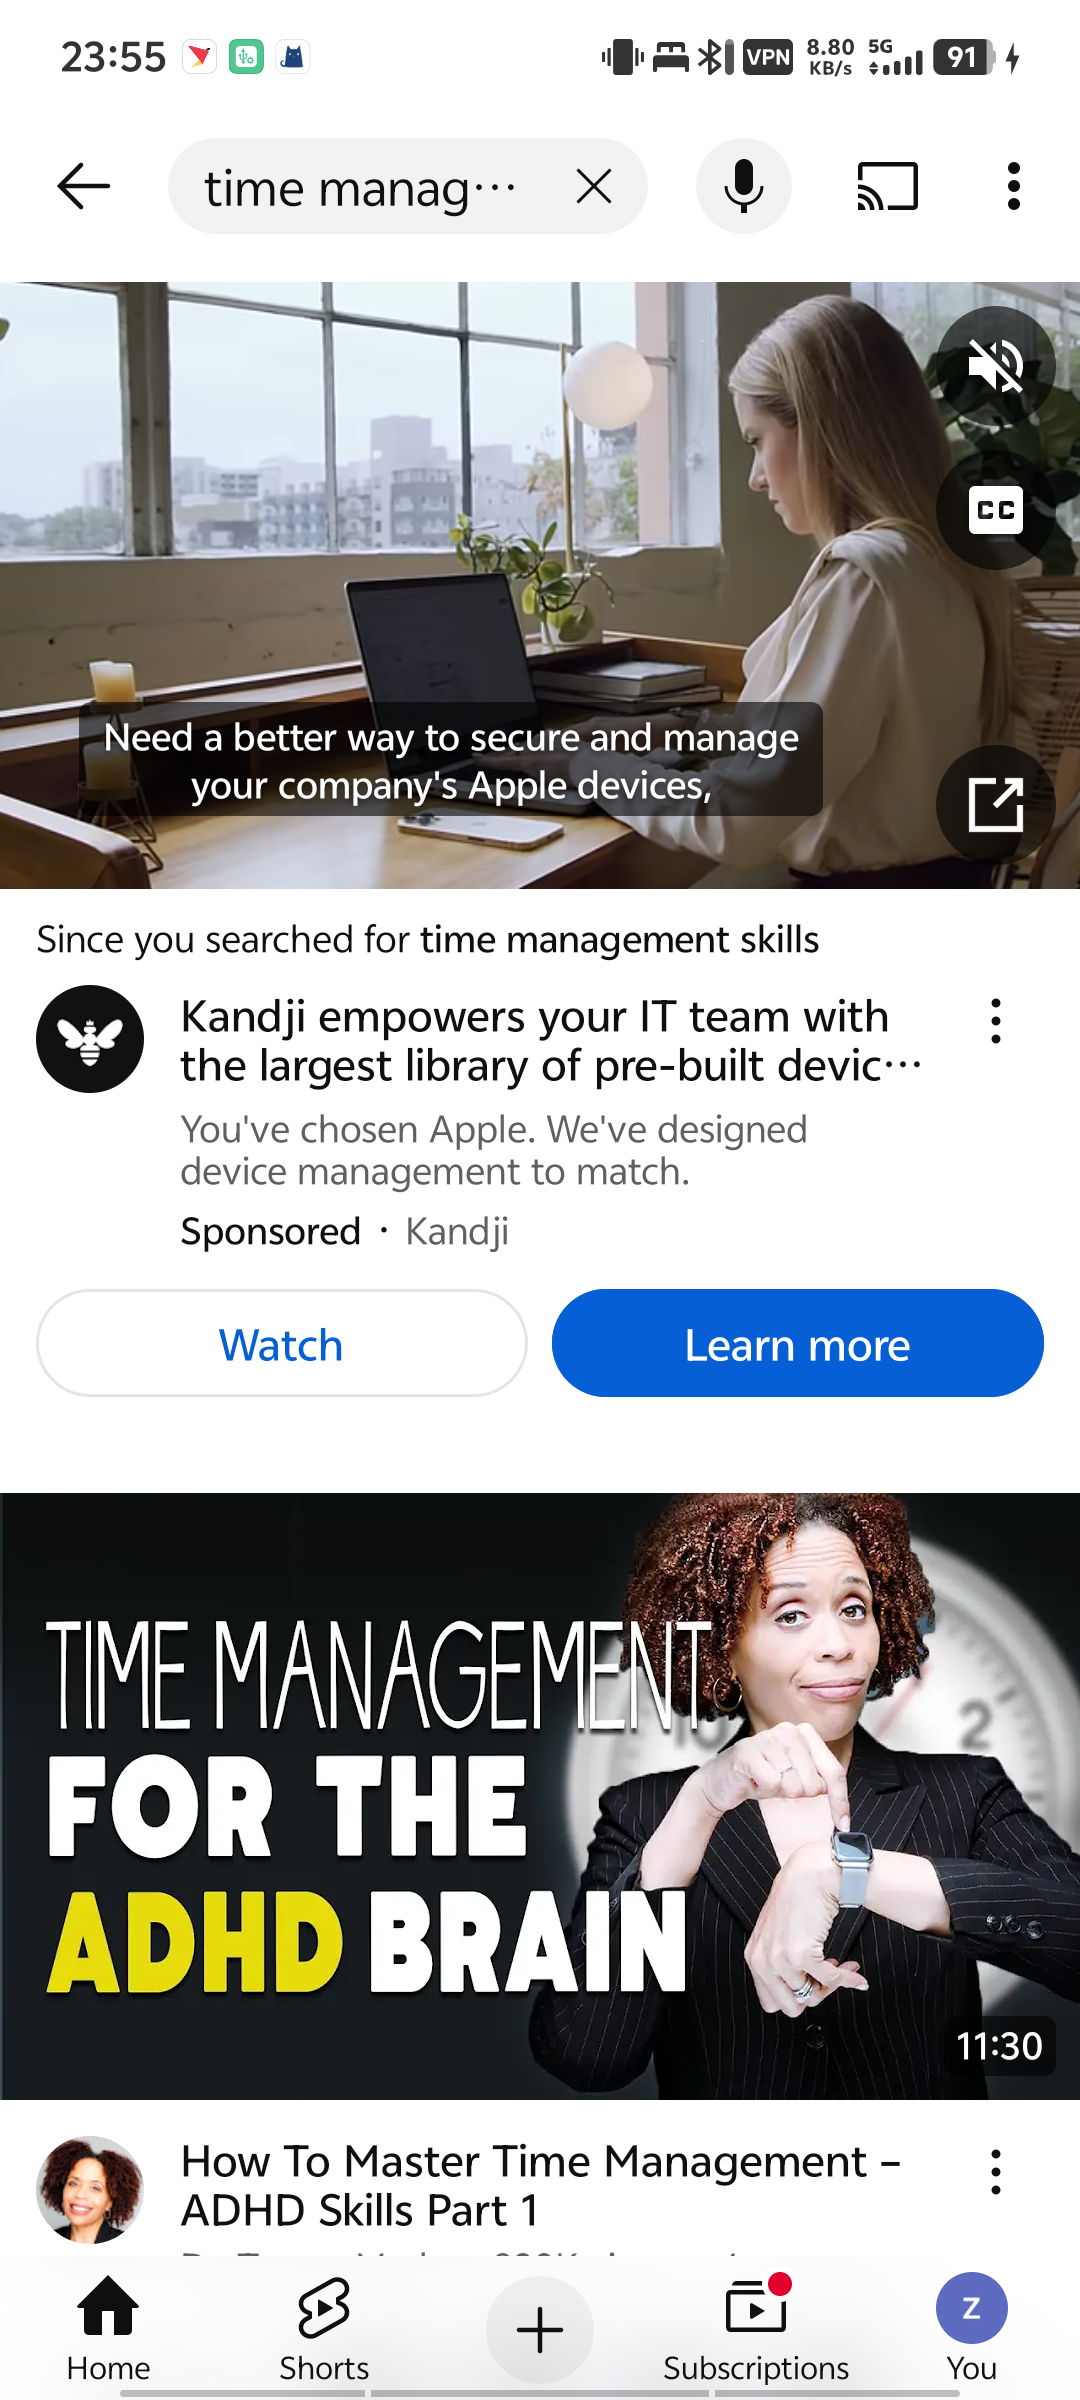 23:55
VPN
8.80
KB/s
5G
91
time manag…
CC
Need a better way to secure and manage
your company's Apple devices,
Since you searched for time management skills
Kandji empowers your IT team with
the largest library of pre-built devic…
You've chosen Apple. We've designed
device management to match.
Sponsored · Kandji
Watch
Learn more
TIME MANAGEMENT
FOR THE
ADHD BRAIN
10
2
11:30
How To Master Time Management –
ADHD Skills Part 1
Home
Shorts
Subscriptions
Z
You